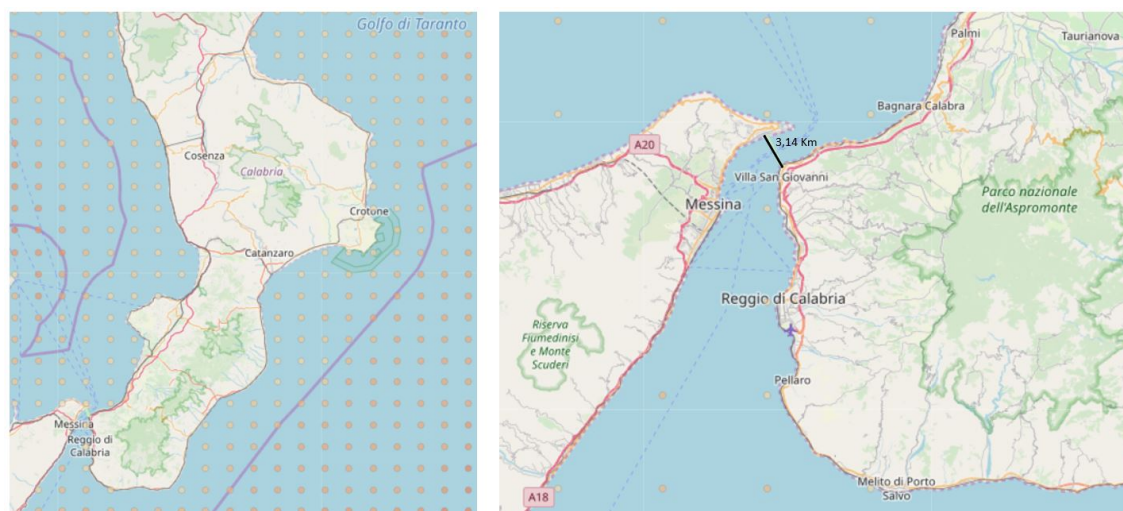 Golfo di Taranto
Cosenza
Calabria
Crotone
Catanzaro
Messina
Reggio di
Calabria
Palmi
Taurianova
Bagnara Calabra
A20
3,14 Km
Villa San Giovanni
Messina
Parco nazionale
dell'Aspromonte
Reggio di Calabria
Riserva
Fiumedinisi
e Monte
Scuderi
Pellaro
Melito di Porto
Salvo
A18